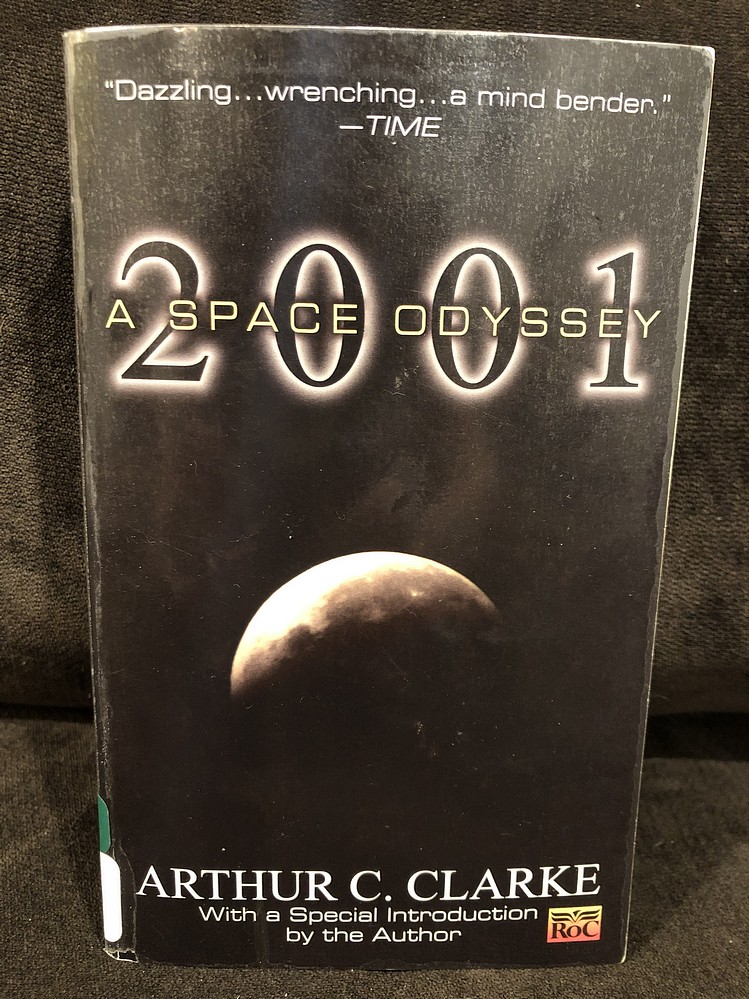 "Dazzling...wrenching...a mind bender."
—TIME
2001
A SPACE ODYSSEY
ARTHUR C. CLARKE
With a Special Introduction
by the Author
ROC